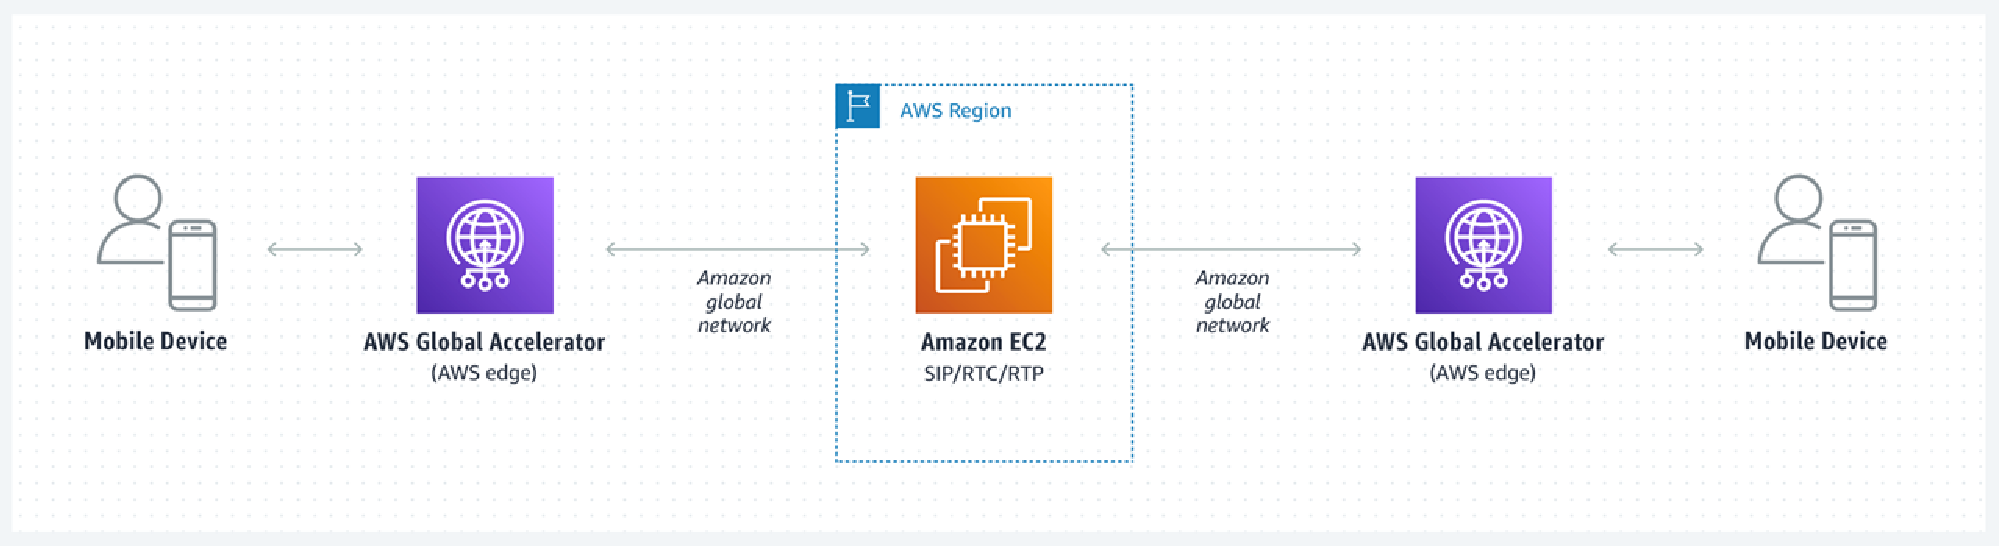 AWS Region
Amazon
global
network
Amazon
global
network
Mobile Device
AWS Global Accelerator
(AWS edge)
Amazon EC2
SIP/RTC/RTP
AWS Global Accelerator
(AWS edge)
Mobile Device